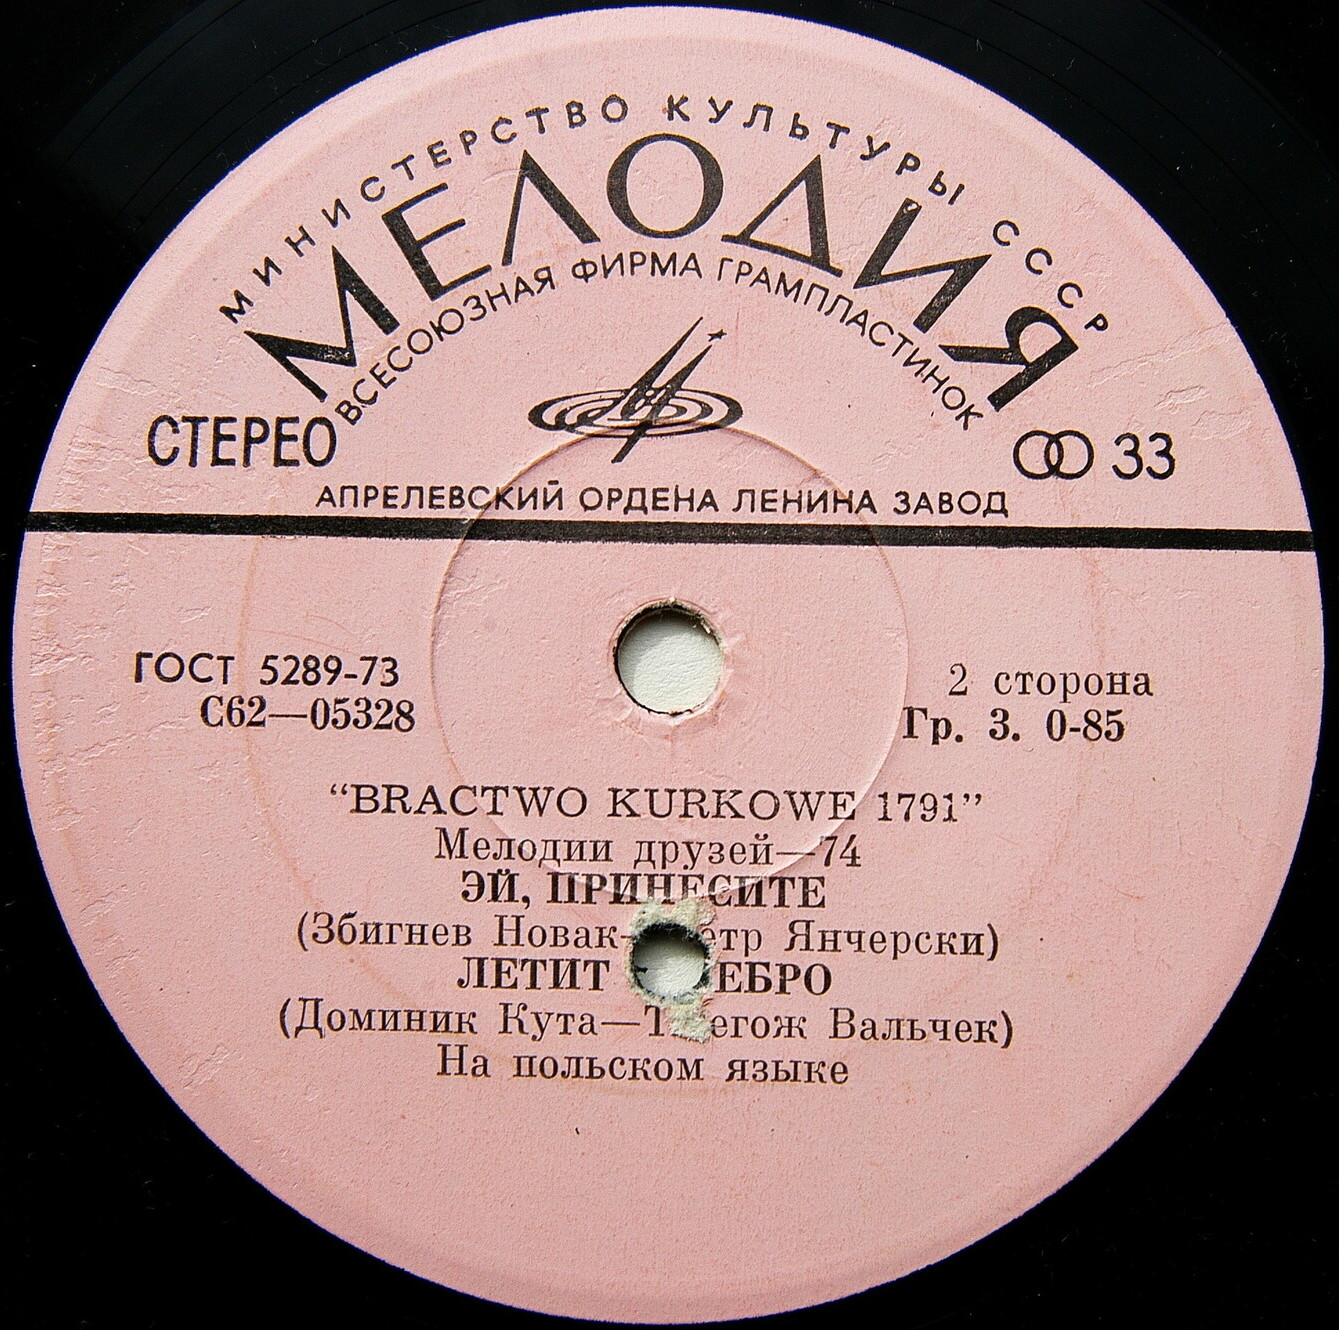 МИНИСТЕРСТВО КУЛЬТУРЫ СССР
МЕЛОДИЯ
ВСЕСОЮЗНАЯ ФИРМА ГРАМПЛАСТИНОК
СТЕРЕО
33
АПРЕЛЕВСКИЙ ОРДЕНА ЛЕНИНА ЗАВОД
ГОСТ 5289-73
С62—05328
2 сторона
Гр. 3. 0-85
“BRACTWO KURKOWE 1791”
Мелодии друзей—74
ЭЙ, ПРИНЕСИТЕ
(Збигнев Новак— Янчерски)
ЛЕТИТ
(Доминик Кута— Вальчек)
На польском языке